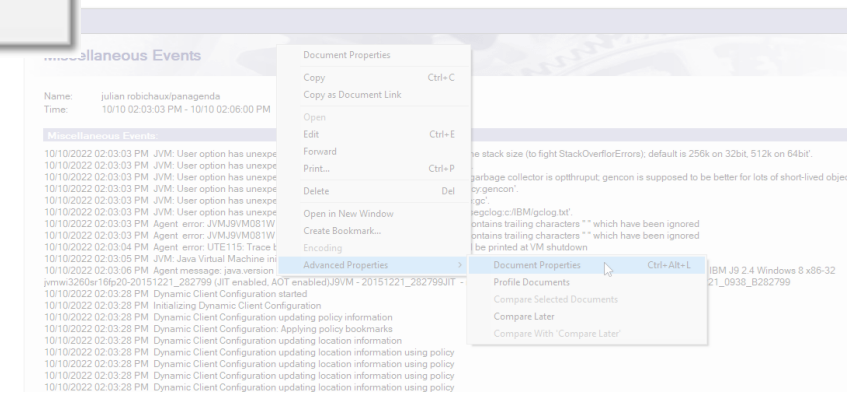 Miscellaneous Events
Name: julian robichaux/panagenda
Time: 10/10 02:03:03 PM - 10/10 02:06:00 PM
Miscellaneous Events:
10/10/2022 02:03:03 PM JVM: User option has unexpe
ne stack size (to fight StackOverflorErrors); default is 256k on 32bit, 512k on 64bit'.
10/10/2022 02:03:03 PM JVM: User option has unexpe
10/10/2022 02:03:03 PM JVM: User option has unexpe
garbage collector is optthruput; gencon is supposed to be better for lots of short-lived objec
10/10/2022 02:03:03 PM JVM: User option has unexpe
cy:gencon'.
10/10/2022 02:03:03 PM JVM: User option has unexpe
:gc'.
10/10/2022 02:03:03 PM JVM: User option has unexpe
segclog:c:/IBM/gclog.txt'.
10/10/2022 02:03:03 PM Agent error: JVMJ9VM081W
ontains trailing characters " " which have been ignored
10/10/2022 02:03:03 PM Agent error: JVMJ9VM081W
ontains trailing characters " " which have been ignored
10/10/2022 02:03:04 PM Agent error: UTE115: Trace b
l be printed at VM shutdown
10/10/2022 02:03:05 PM JVM: Java Virtual Machine ini
10/10/2022 02:03:06 PM Agent message: java.version
IBM J9 2.4 Windows 8 x86-32
jvmwi3260sr16fp20-20151221_282799 (JIT enabled, AOT enabled)J9VM - 20151221_282799JIT -
21_0938_B282799
10/10/2022 02:03:28 PM Dynamic Client Configuration started
10/10/2022 02:03:28 PM Initializing Dynamic Client Configuration
10/10/2022 02:03:28 PM Dynamic Client Configuration updating policy information
10/10/2022 02:03:28 PM Dynamic Client Configuration: Applying policy bookmarks
10/10/2022 02:03:28 PM Dynamic Client Configuration updating location information
10/10/2022 02:03:28 PM Dynamic Client Configuration updating location information using policy
10/10/2022 02:03:28 PM Dynamic Client Configuration updating location information using policy
10/10/2022 02:03:28 PM Dynamic Client Configuration updating location information using policy
10/10/2022 02:03:28 PM Dynamic Client Configuration updating location information using policy
Document Properties
Copy Ctrl+C
Copy as Document Link
Open
Edit Ctrl+E
Forward
Print... Ctrl+P
Delete Del
Open in New Window
Create Bookmark...
Encoding
Advanced Properties >
Document Properties Ctrl+Alt+L
Profile Documents
Compare Selected Documents
Compare Later
Compare With 'Compare Later'